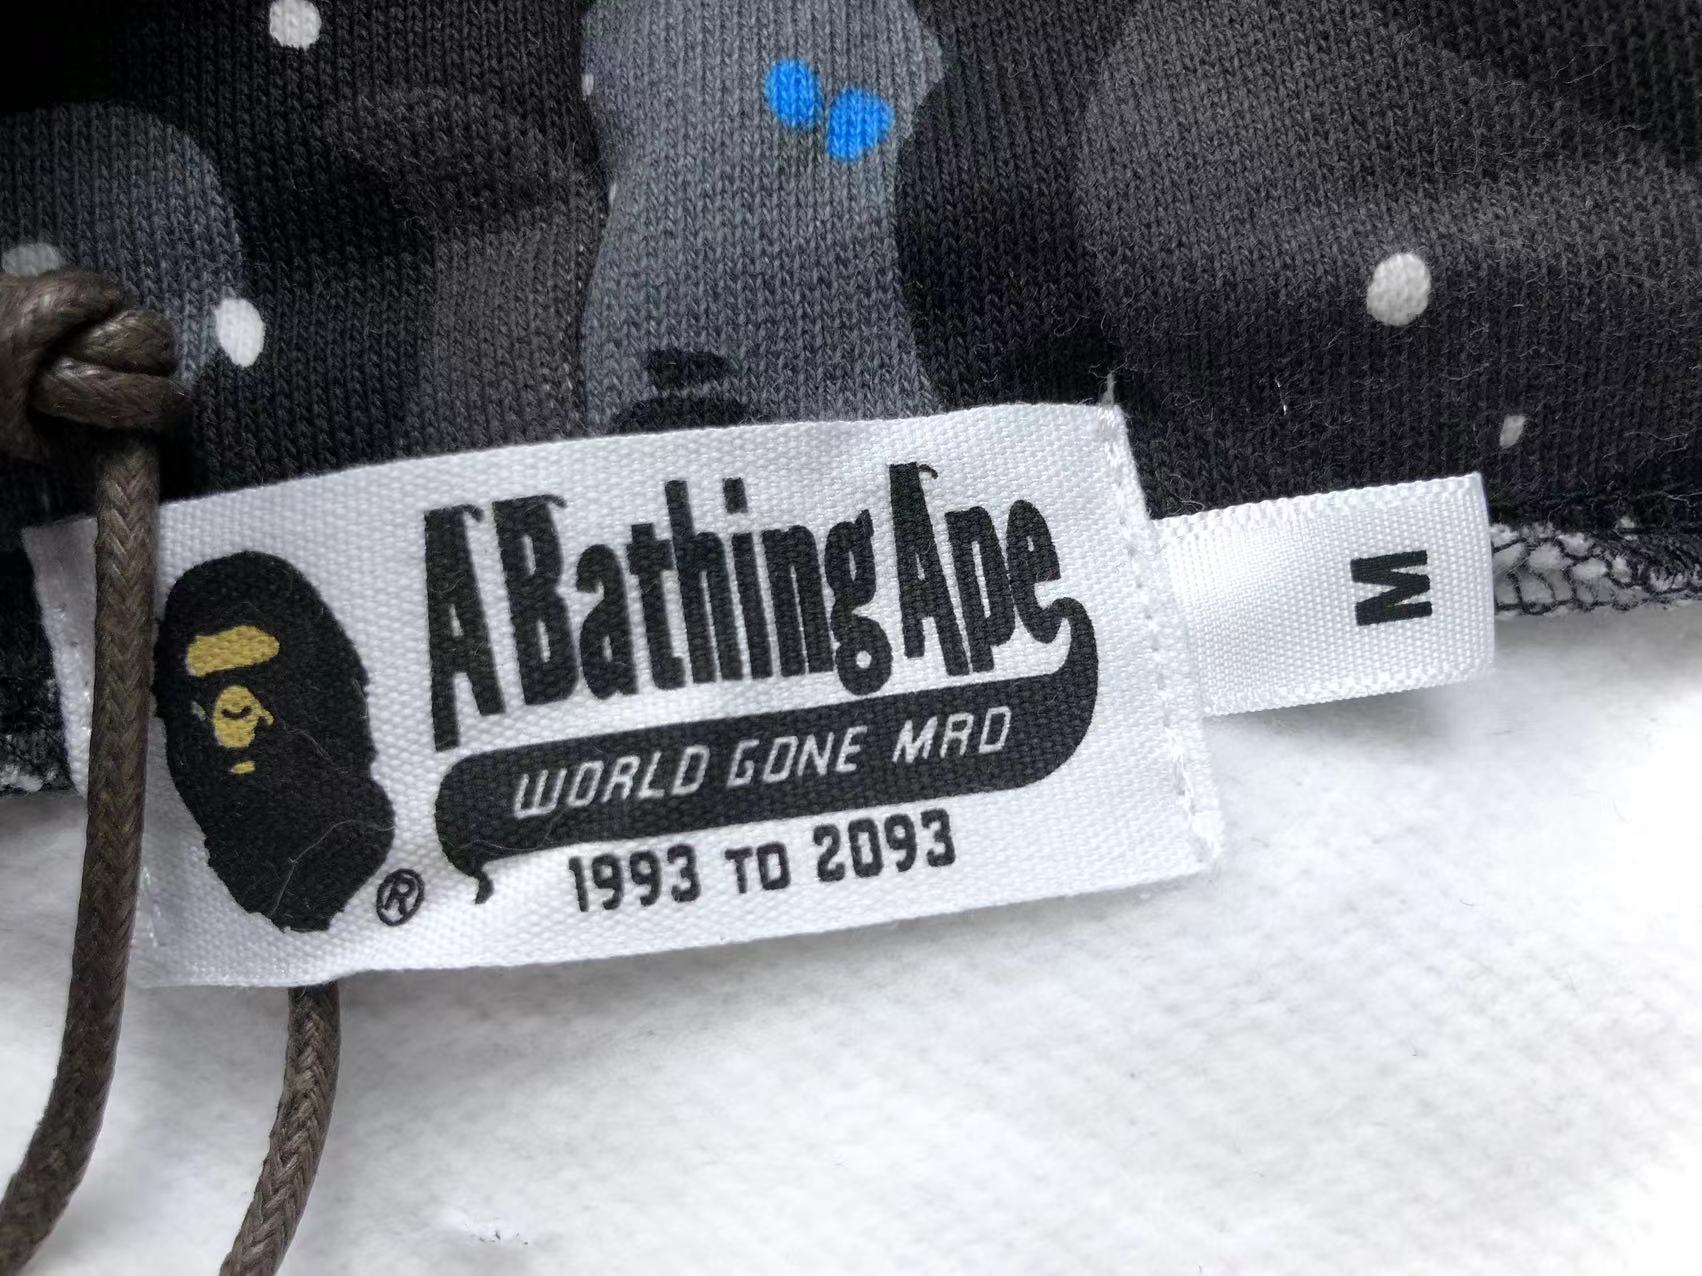 A Bathing Ape
WORLD GONE MAD
1993 TO 2093
®
M